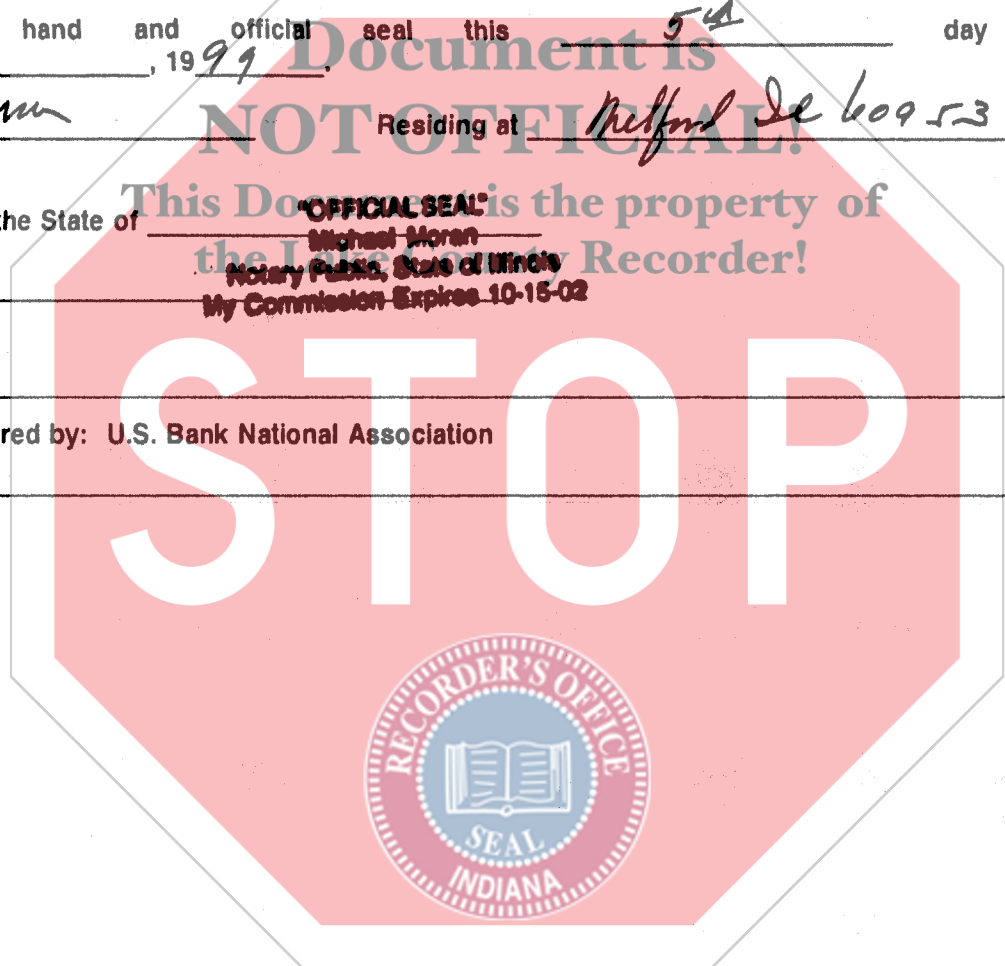 hand and official seal this 5th day
, 1999.
Residing at Milford Il 60953
the State of
"OFFICIAL SEAL"
Michael Moran
Notary Public, State of Illinois
My Commission Expires 10-15-02
red by: U.S. Bank National Association
Document is
NOT OFFICIAL!
This Document is the property of
the Lake County Recorder!
STOP
RECORDER'S OFFICE
SEAL
INDIANA